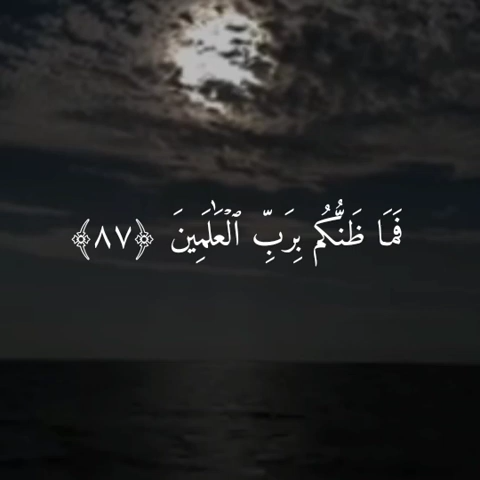 فَمَا ظَنُّكُم بِرَبِّ ٱلۡعَـٰلَمِينَ ﴿٨٧﴾